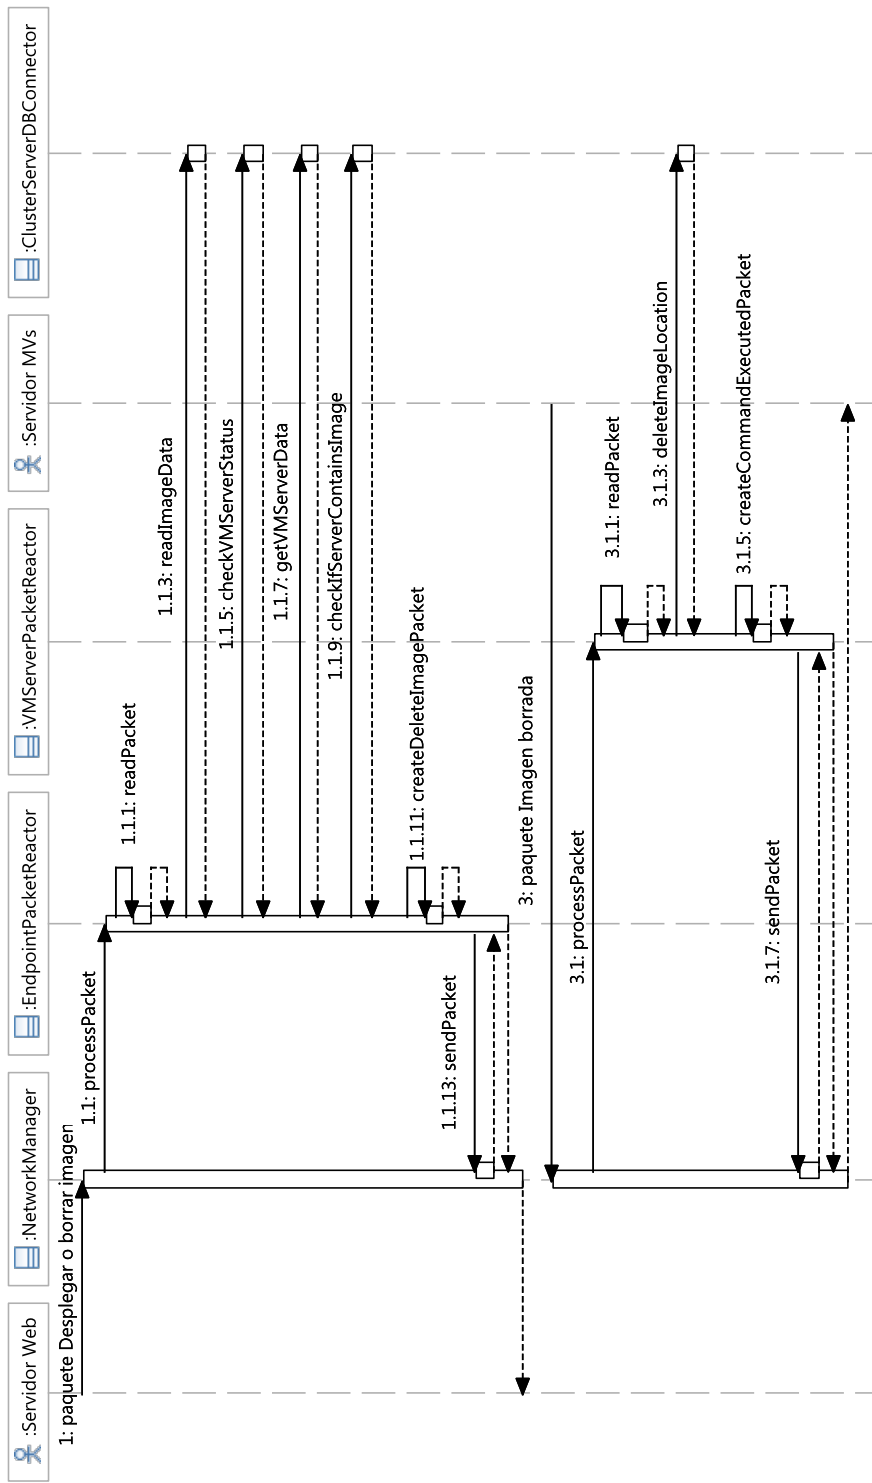 :Servidor Web
:NetworkManager
:EndpointPacketReactor
:VMServerPacketReactor
:Servidor MVs
:ClusterServerDBConnector
1: paquete Desplegar o borrar imagen
1.1: processPacket
1.1.1: readPacket
1.1.3: readImageData
1.1.5: checkVMServerStatus
1.1.7: getVMServerData
1.1.9: checkIfServerContainsImage
1.1.11: createDeleteImagePacket
1.1.13: sendPacket
3: paquete Imagen borrada
3.1: processPacket
3.1.1: readPacket
3.1.3: deleteImageLocation
3.1.5: createCommandExecutedPacket
3.1.7: sendPacket